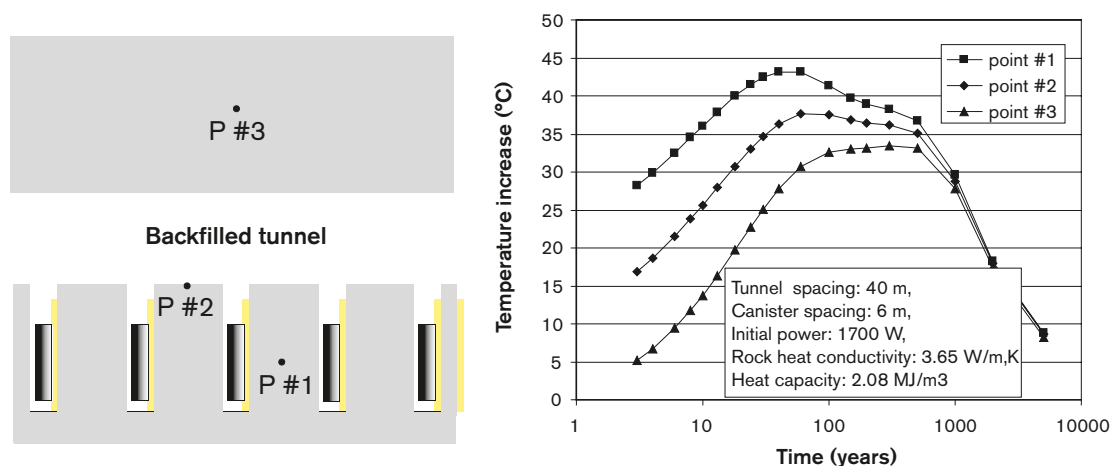 P #3
Backfilled tunnel
P #2
P #1
Temperature increase (°C)
50
45
40
35
30
25
20
15
10
5
0
point #1
point #2
point #3
Tunnel spacing: 40 m,
Canister spacing: 6 m,
Initial power: 1700 W,
Rock heat conductivity: 3.65 W/m,K
Heat capacity: 2.08 MJ/m3
1 10 100 1000 10000
Time (years)